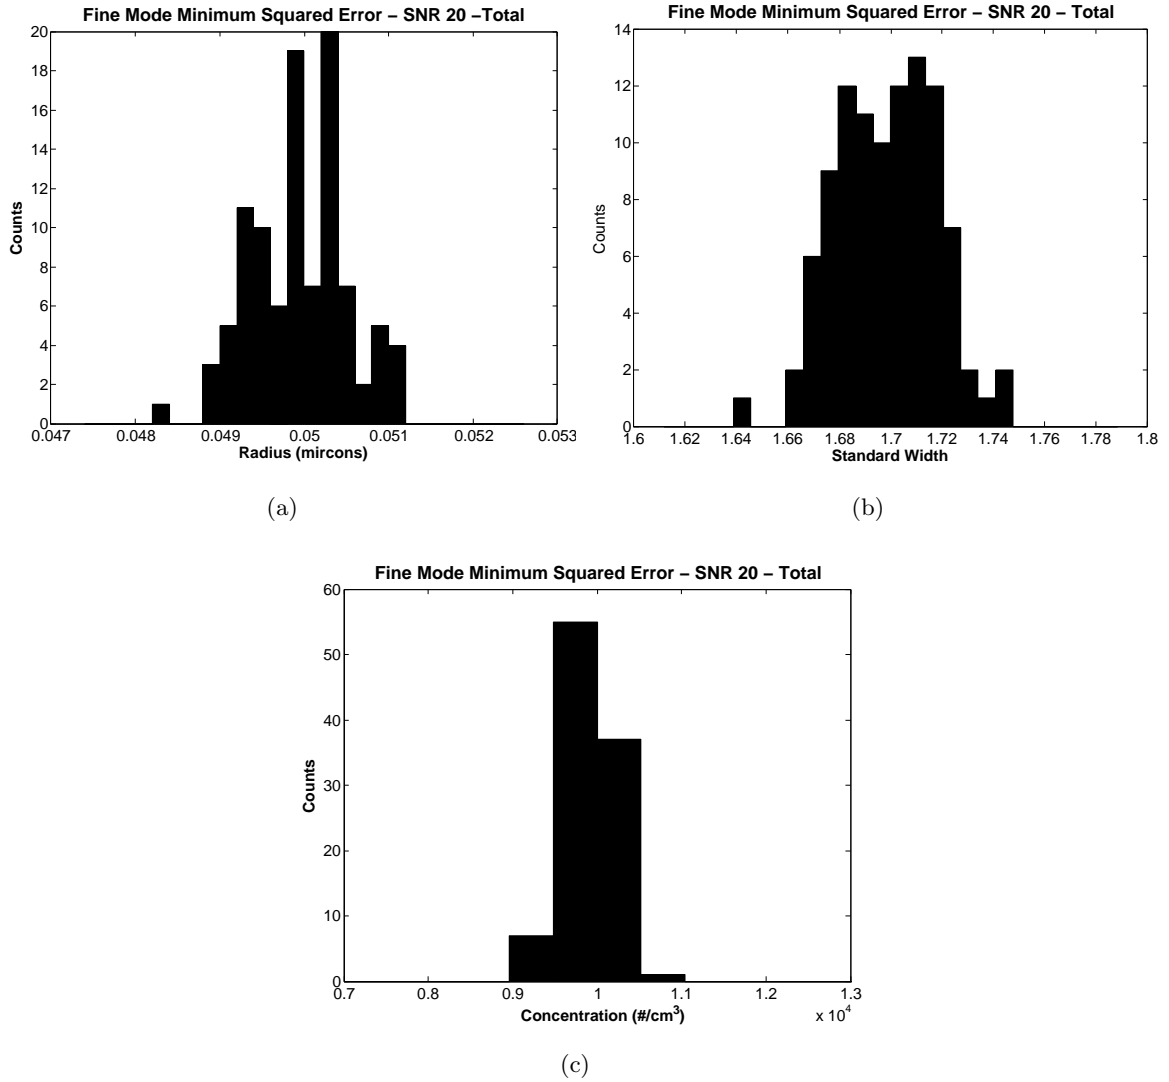 Fine Mode Minimum Squared Error – SNR 20 –Total
20
18
16
14
12
10
8
6
4
2
0
Counts
0.047 0.048 0.049 0.05 0.051 0.052 0.053
Radius (mircons)
(a)
Fine Mode Minimum Squared Error – SNR 20 – Total
14
12
10
8
6
4
2
0
Counts
1.6 1.62 1.64 1.66 1.68 1.7 1.72 1.74 1.76 1.78 1.8
Standard Width
(b)
Fine Mode Minimum Squared Error – SNR 20 – Total
60
50
40
30
20
10
0
Counts
0.7 0.8 0.9 1 1.1 1.2 1.3
Concentration (#/cm³)
x 10⁴
(c)